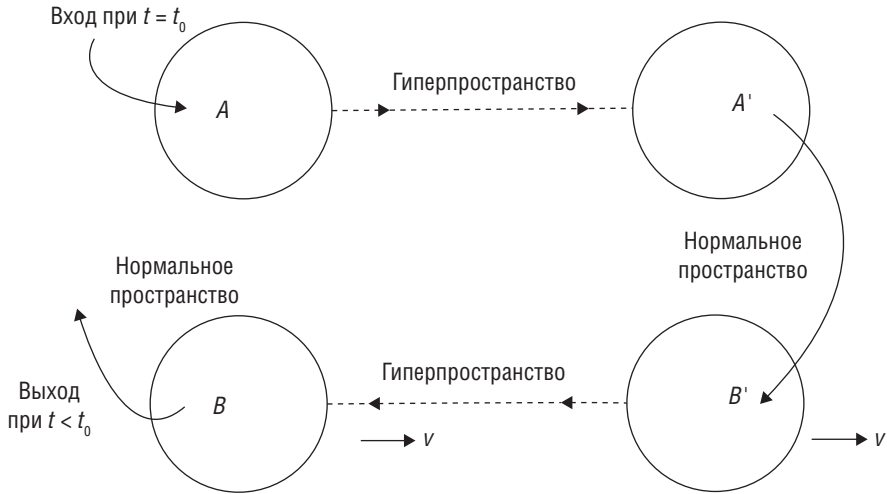 Вход при t = t₀
A
Гиперпространство
A'
Нормальное
пространство
Нормальное
пространство
Гиперпространство
Выход
при t < t₀
B
B'
v
v